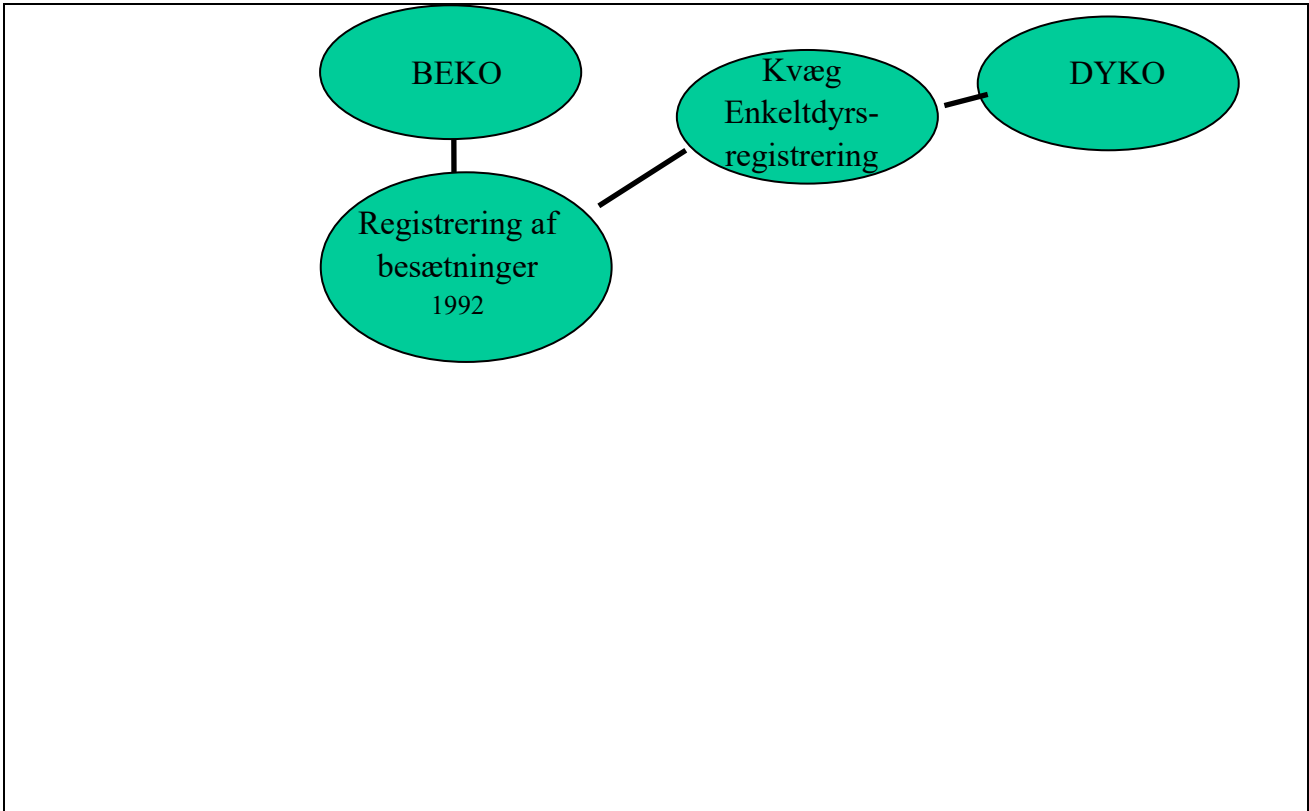 BEKO
Kvæg
Enkeltdyrs-
registrering
DYKO
Registrering af
besætninger
1992